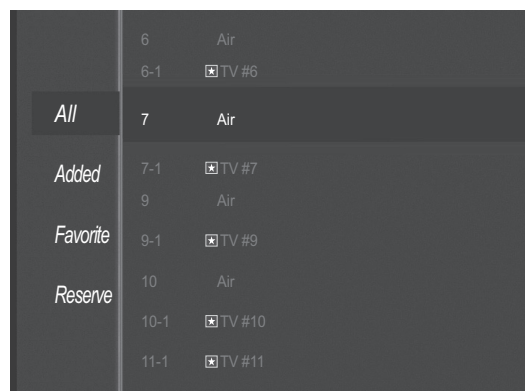 All
Added
Favorite
Reserve
6 Air
6-1 TV #6
7 Air
7-1 TV #7
9 Air
9-1 TV #9
10 Air
10-1 TV #10
11-1 TV #11